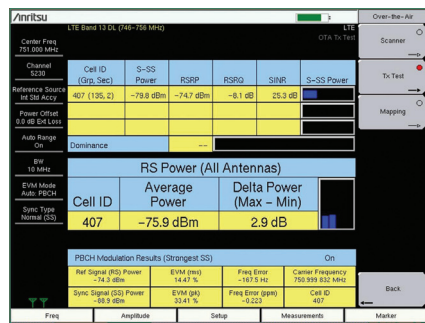 /Inritsu
Over-the-Air
LTE Band 13 DL (746-756 MHz)
LTE
OTA Tx Test
Center Freq
751.000 MHz
Channel
5230
Reference Source
Int Std Accy
Power Offset
0.0 dB Ext Loss
Auto Range
On
BW
10 MHz
EVM Mode
Auto: PBCH
Sync Type
Normal (SS)
Cell ID
(Grp, Sec)
S-SS
Power
RSRP
RSRQ
SINR
S-SS Power
407 (135, 2)
-79.8 dBm
-74.7 dBm
-8.1 dB
25.3 dB
Dominance
--
RS Power (All Antennas)
Cell ID
Average
Power
Delta Power
(Max - Min)
407
-75.9 dBm
2.9 dB
PBCH Modulation Results (Strongest SS)
On
Ref Signal (RS) Power
-74.3 dBm
EVM (rms)
14.47 %
Freq Error
-167.5 Hz
Carrier Frequency
750.999 832 MHz
Sync Signal (SS) Power
EVM (pk)
33.41 %
Freq Error (ppm)
-0.223
Cell ID
407
Scanner
Tx Test
Mapping
Back
Freq
Amplitude
Setup
Measurements
Marker